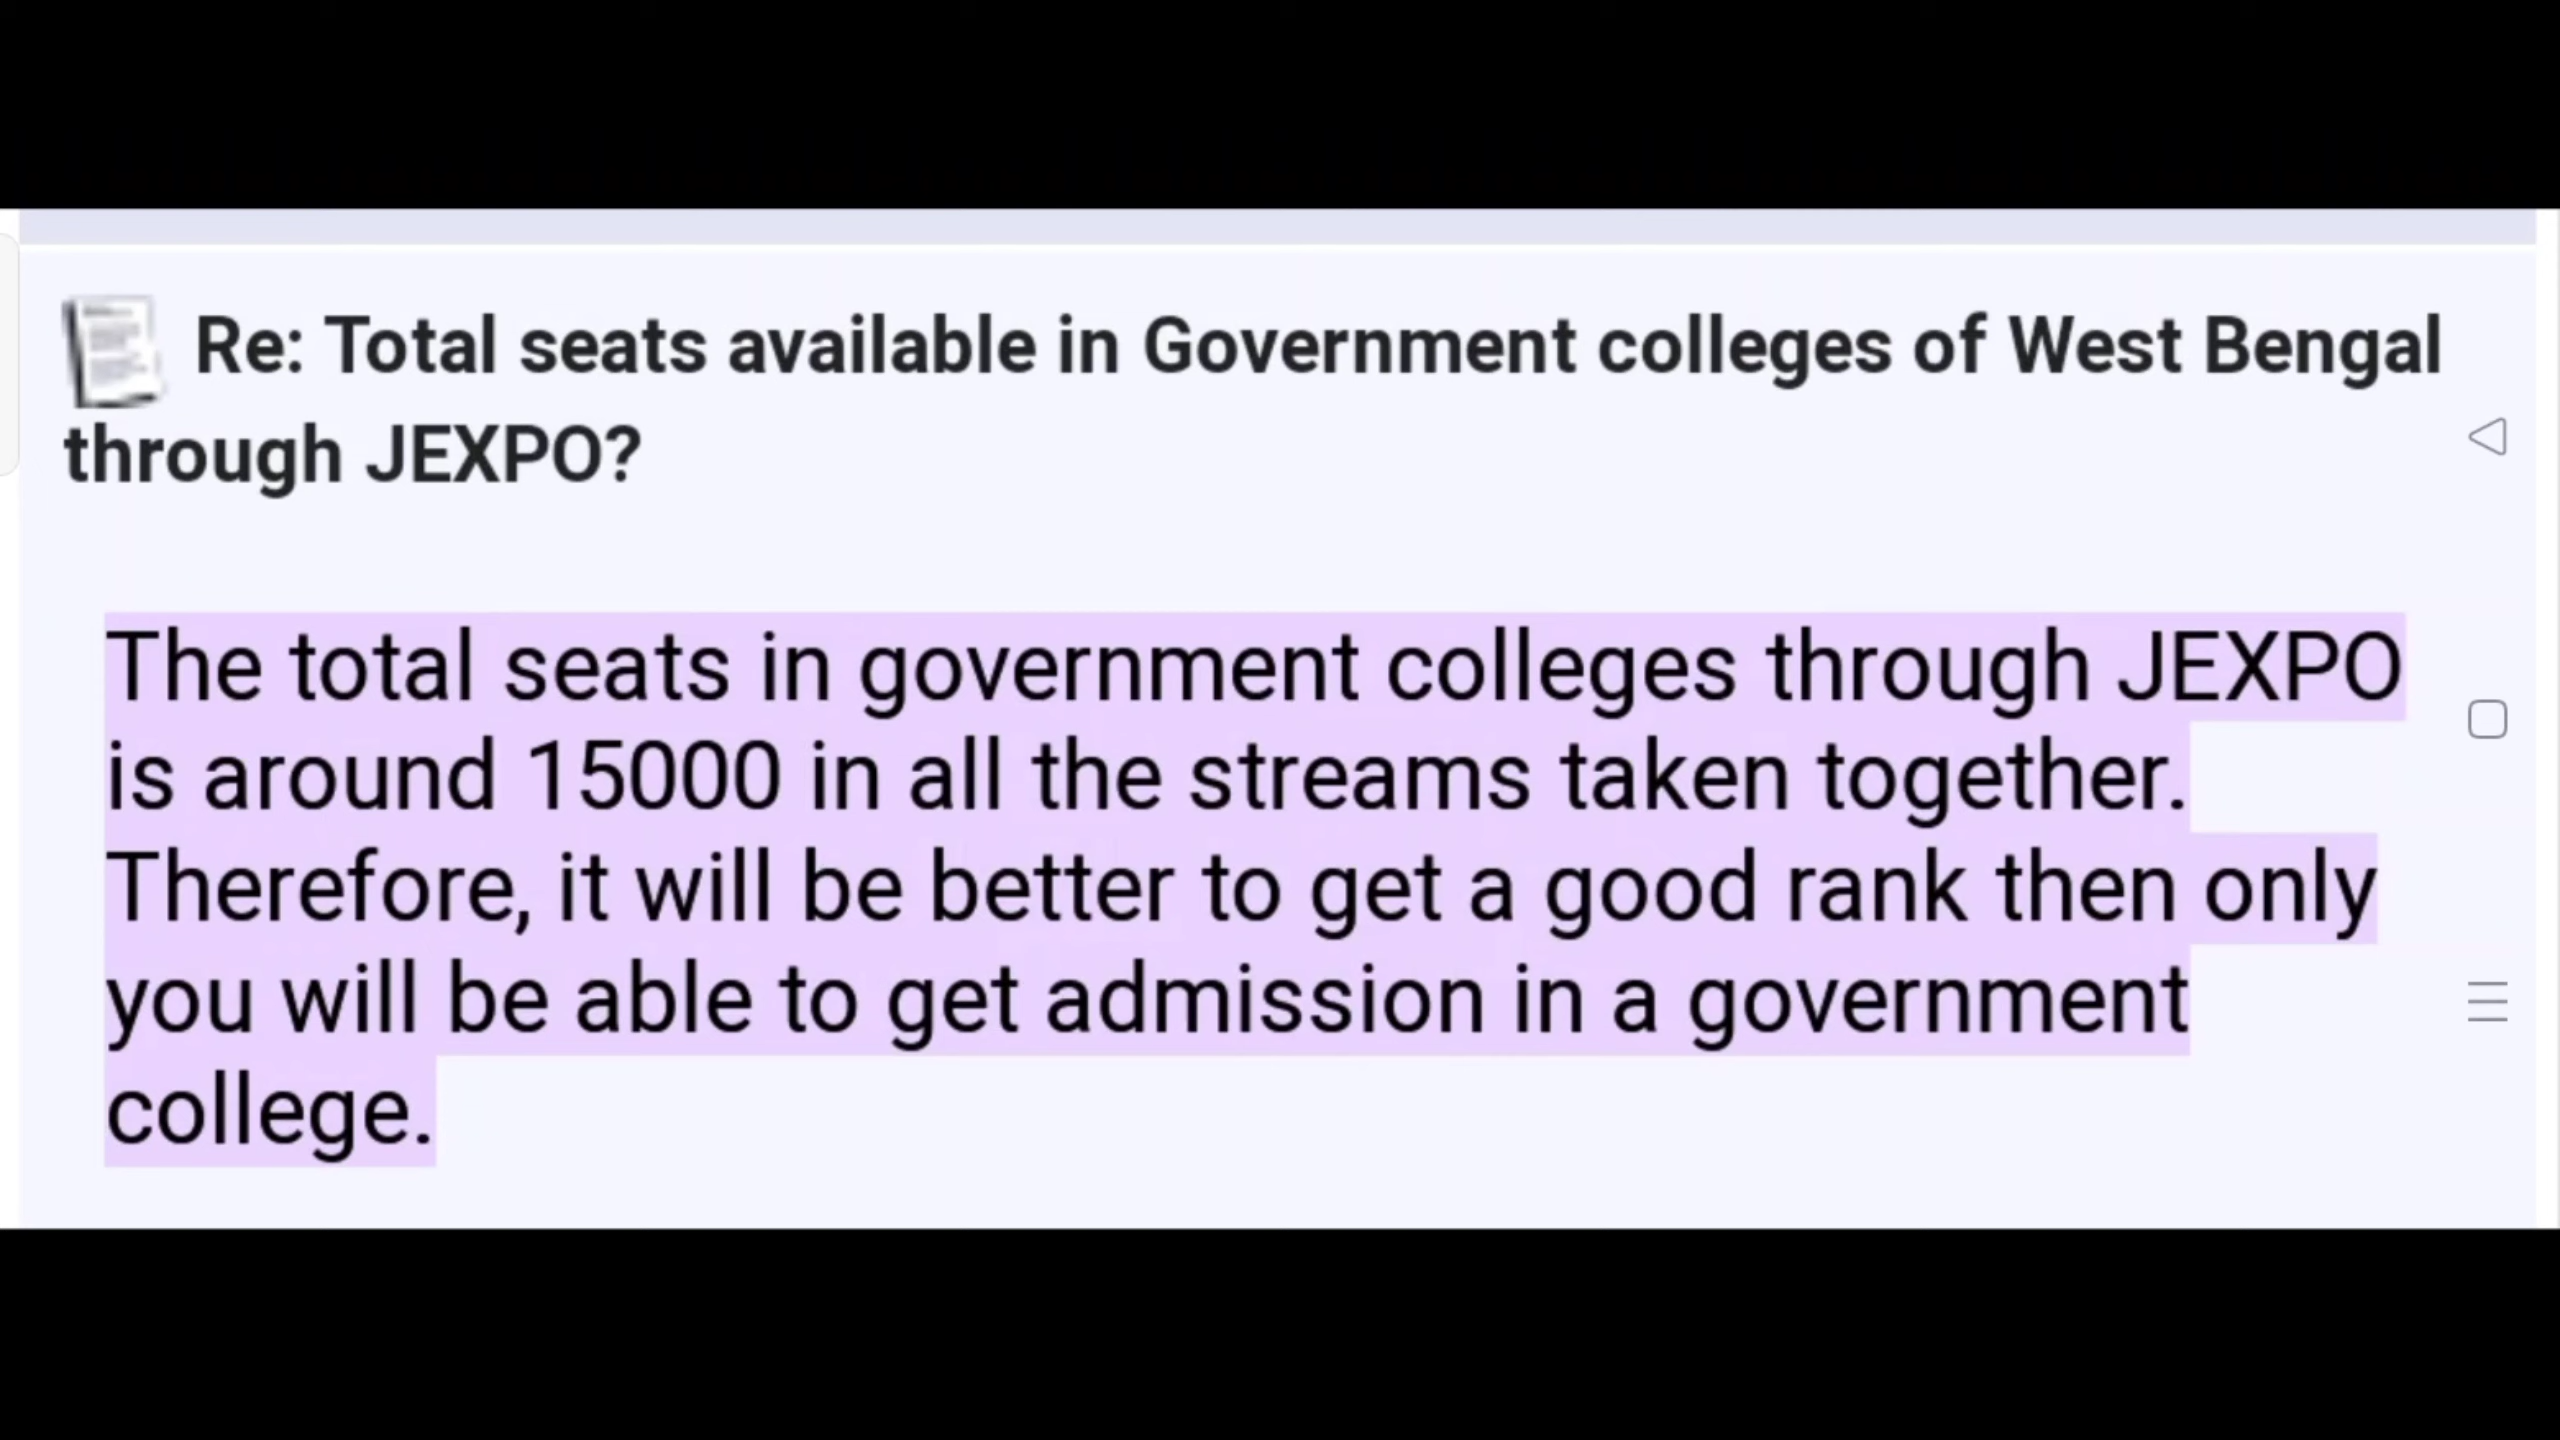 Re: Total seats available in Government colleges of West Bengal
through JEXPO?
The total seats in government colleges through JEXPO
is around 15000 in all the streams taken together.
Therefore, it will be better to get a good rank then only
you will be able to get admission in a government
college.